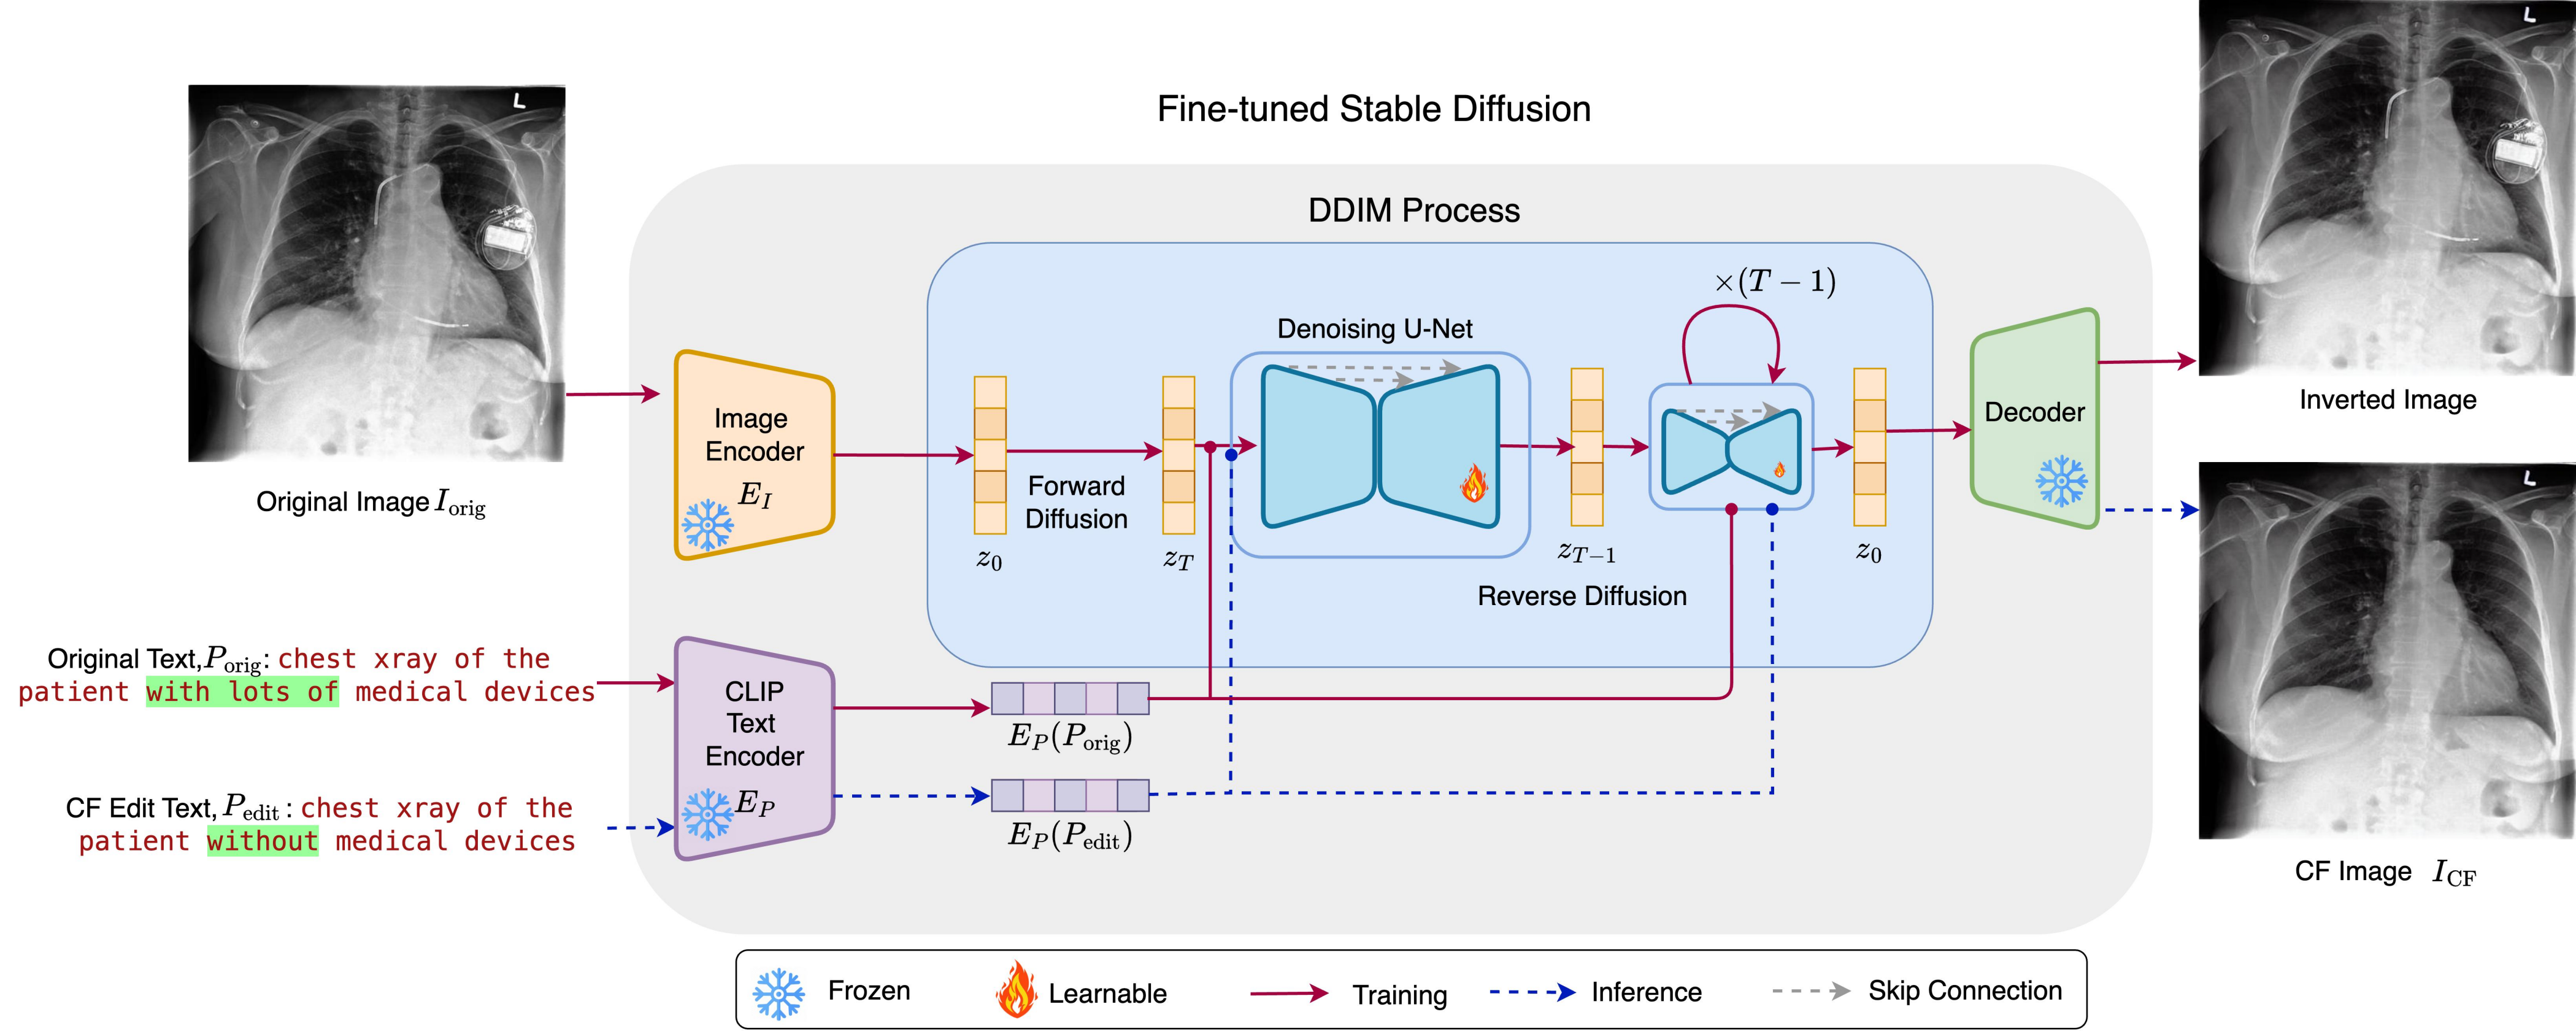 Fine-tuned Stable Diffusion
DDIM Process
L
Original Image I_orig
Original Text, P_orig: chest xray of the
patient with lots of medical devices
CF Edit Text, P_edit : chest xray of the
patient without medical devices
Image
Encoder
E_I
CLIP
Text
Encoder
E_P
z_0
Forward
Diffusion
z_T
Denoising U-Net
z_{T−1}
Reverse Diffusion
×(T − 1)
z_0
E_P(P_orig)
E_P(P_edit)
Decoder
L
Inverted Image
L
CF Image I_CF
Frozen
Learnable
Training
Inference
Skip Connection